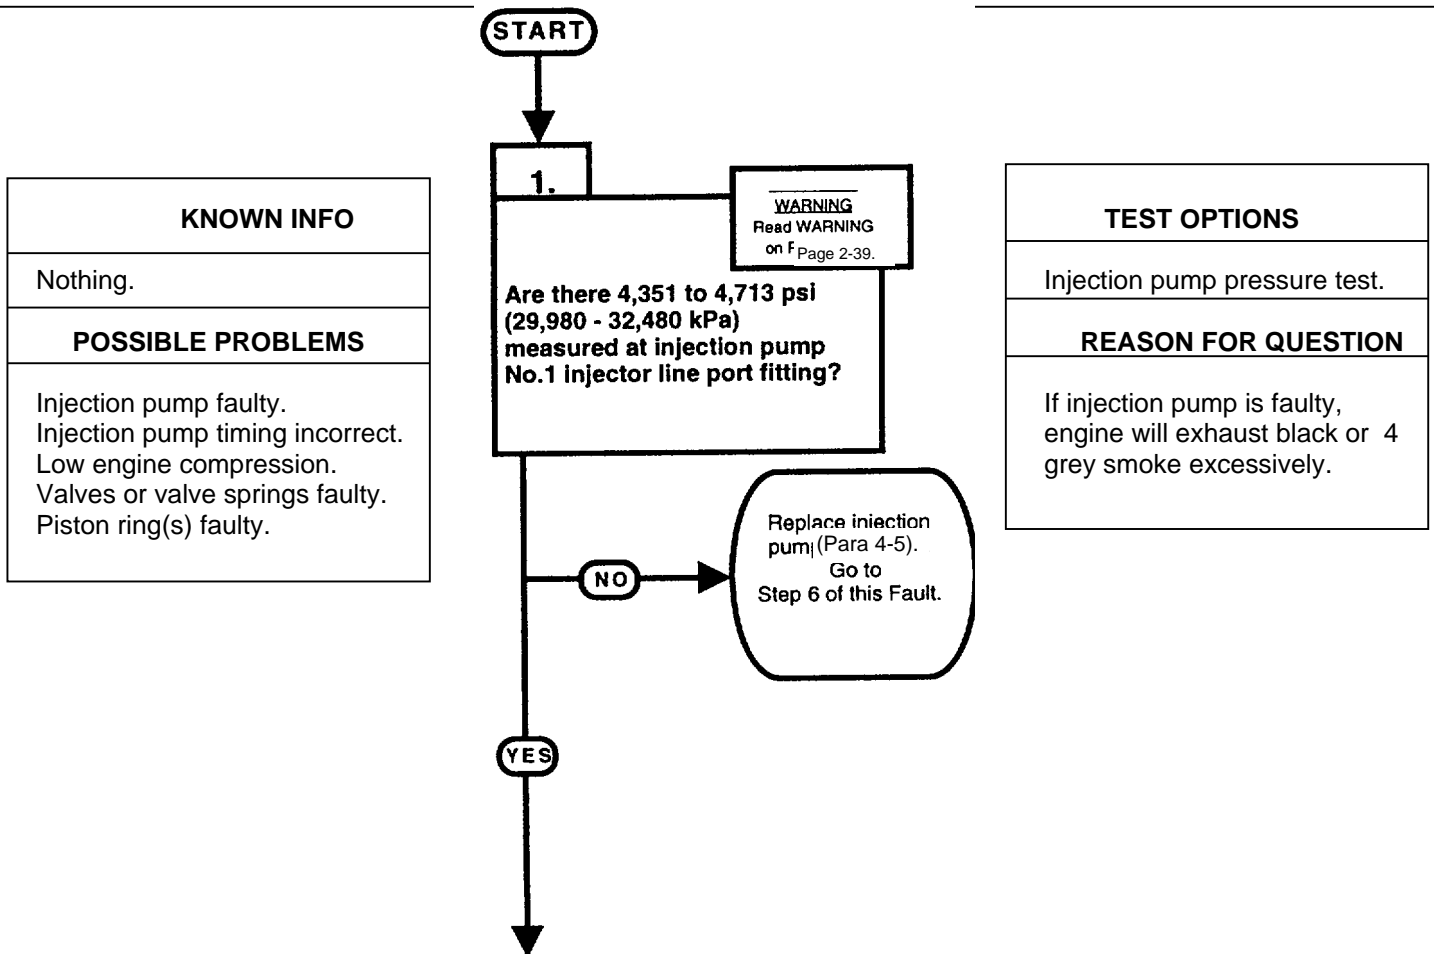 START
KNOWN INFO
Nothing.
POSSIBLE PROBLEMS
Injection pump faulty.
Injection pump timing incorrect.
Low engine compression.
Valves or valve springs faulty.
Piston ring(s) faulty.
1.
WARNING
Read WARNING
on Page 2-39.
Are there 4,351 to 4,713 psi
(29,980 - 32,480 kPa)
measured at injection pump
No.1 injector line port fitting?
TEST OPTIONS
Injection pump pressure test.
REASON FOR QUESTION
If injection pump is faulty,
engine will exhaust black or 4
grey smoke excessively.
NO
Replace injection
pump (Para 4-5).
Go to
Step 6 of this Fault.
YES